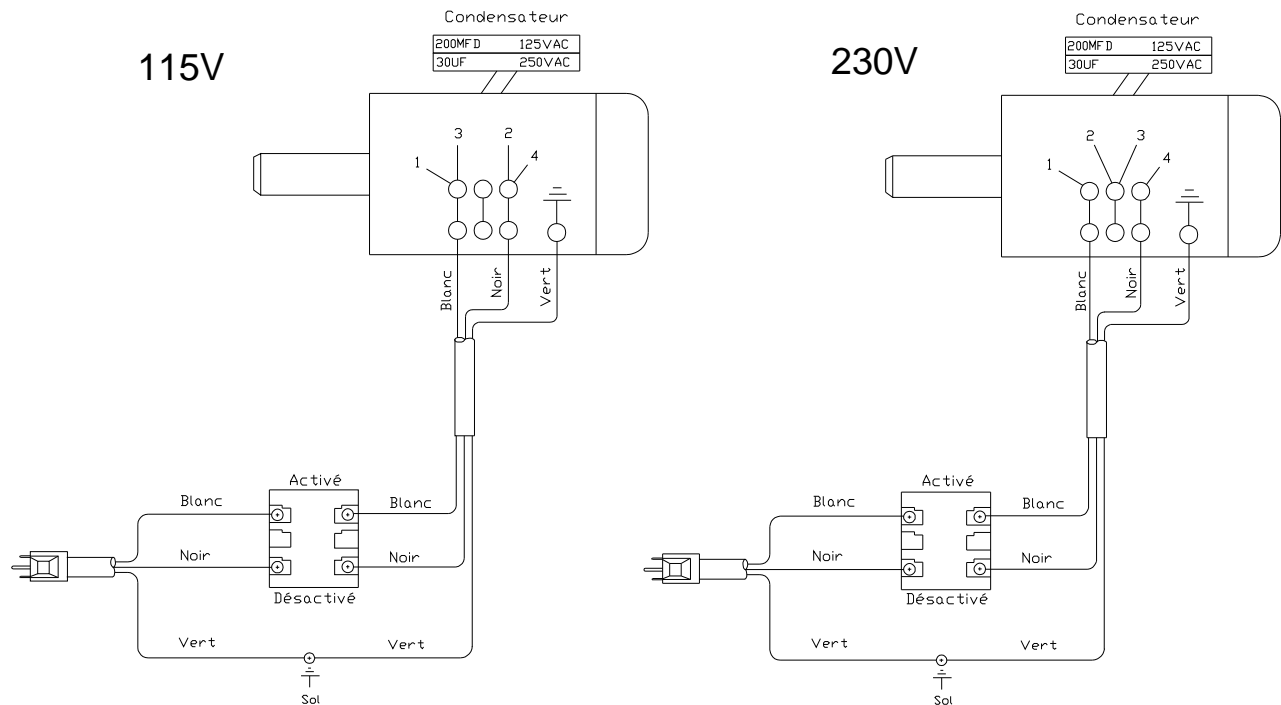 115V
Condensateur
200MFD 125VAC
30UF 250VAC
3 2
1 4
Blanc
Noir
Vert
Activé
Blanc Blanc
Noir Noir
Désactivé
Vert Vert
Sol
230V
Condensateur
200MFD 125VAC
30UF 250VAC
2 3
1 4
Blanc
Noir
Vert
Activé
Blanc Blanc
Noir Noir
Désactivé
Vert Vert
Sol